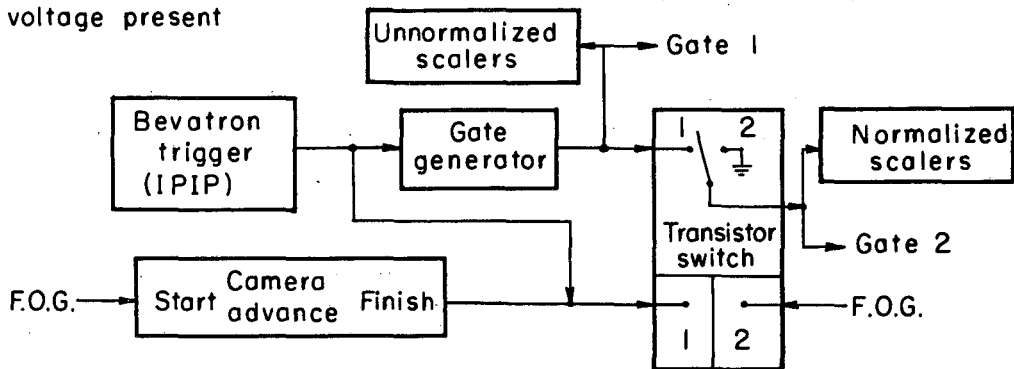 voltage present
Unnormalized
scalers
Gate 1
Bevatron
trigger
(IPIP)
Gate
generator
1 2
Normalized
scalers
Transistor
switch
Gate 2
F.O.G.
Start Camera advance Finish
F.O.G.
1 2